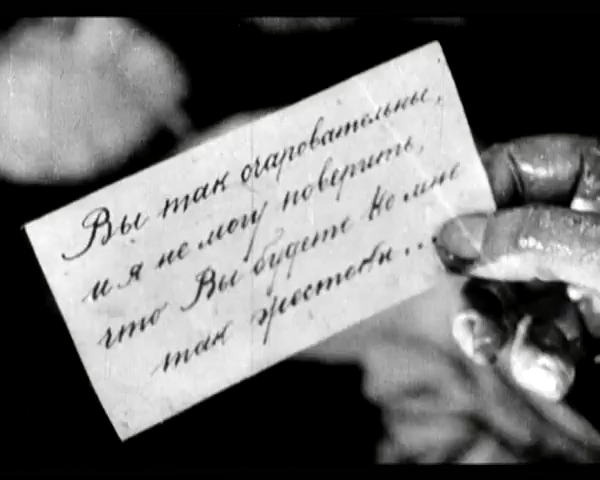 Вы так очаровательны,
и я не могу поверить,
что Вы будете ко мне
так жестоки...